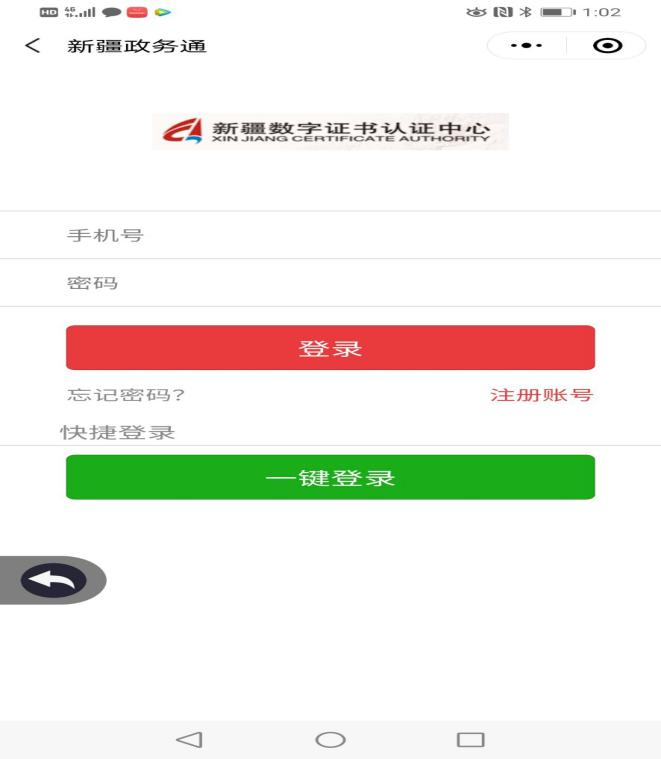 HD 4G 1:02
新疆政务通
新疆数字证书认证中心
XIN JIANG CERTIFICATE AUTHORITY
手机号
密码
登录
忘记密码? 注册账号
快捷登录
一键登录